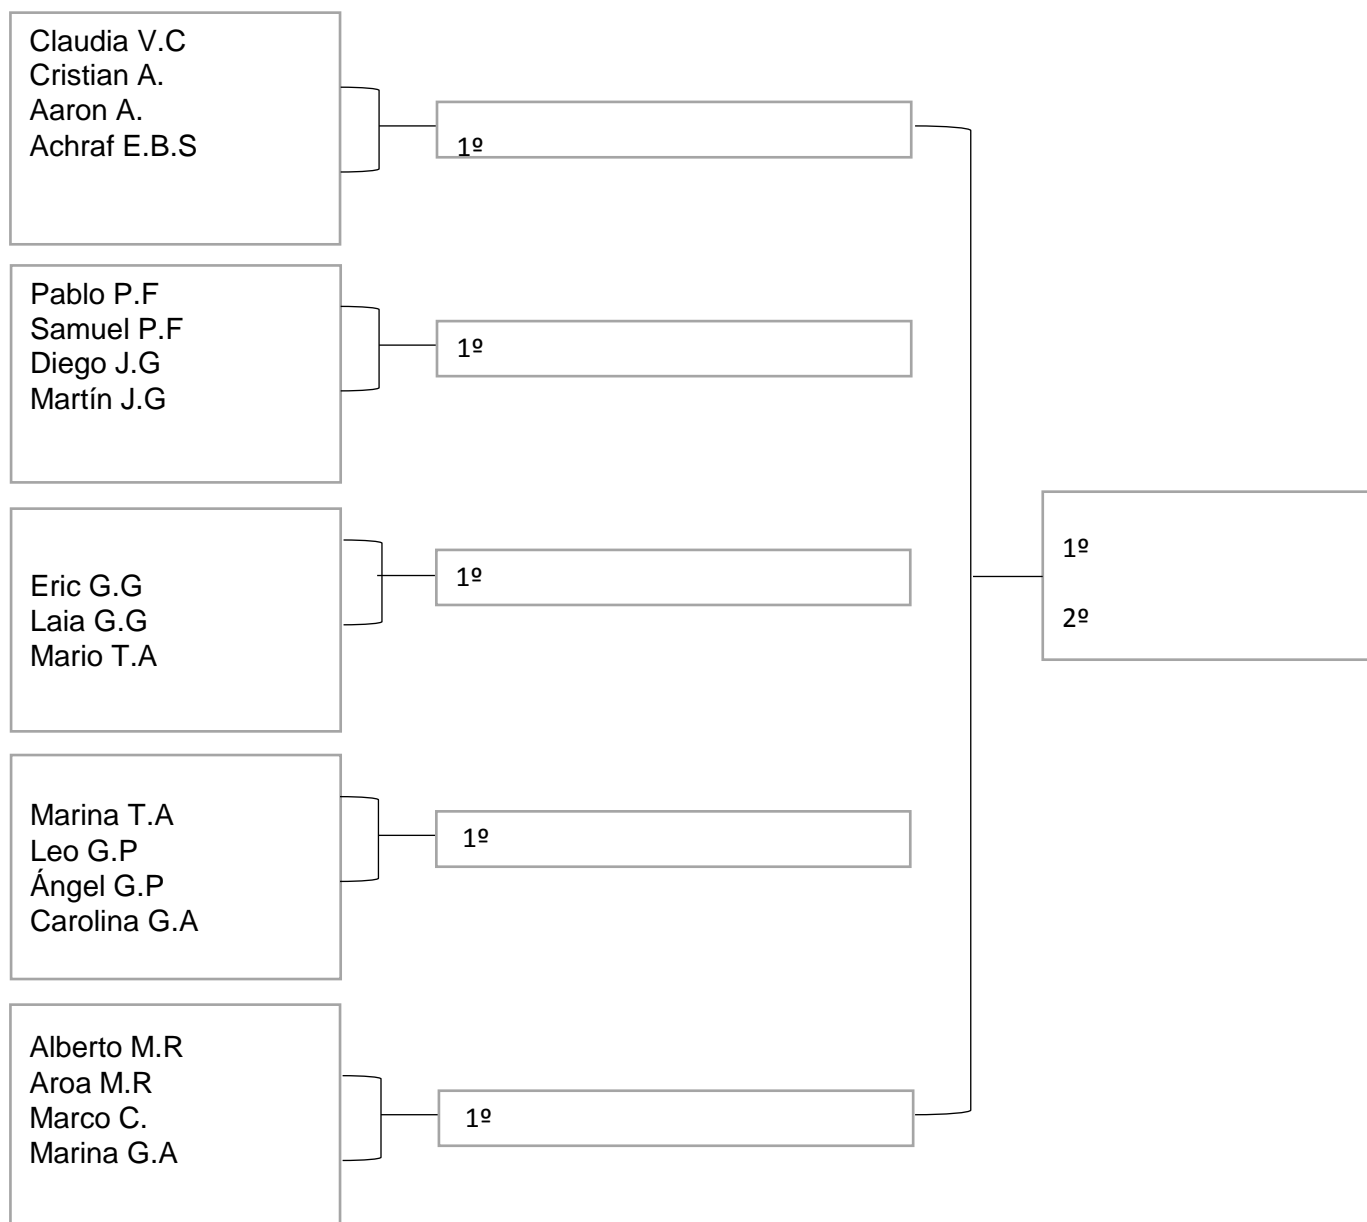 Claudia V.C
Cristian A.
Aaron A.
Achraf E.B.S
1º
Pablo P.F
Samuel P.F
Diego J.G
Martín J.G
1º
Eric G.G
Laia G.G
Mario T.A
1º
Marina T.A
Leo G.P
Ángel G.P
Carolina G.A
1º
Alberto M.R
Aroa M.R
Marco C.
Marina G.A
1º
1º
2º